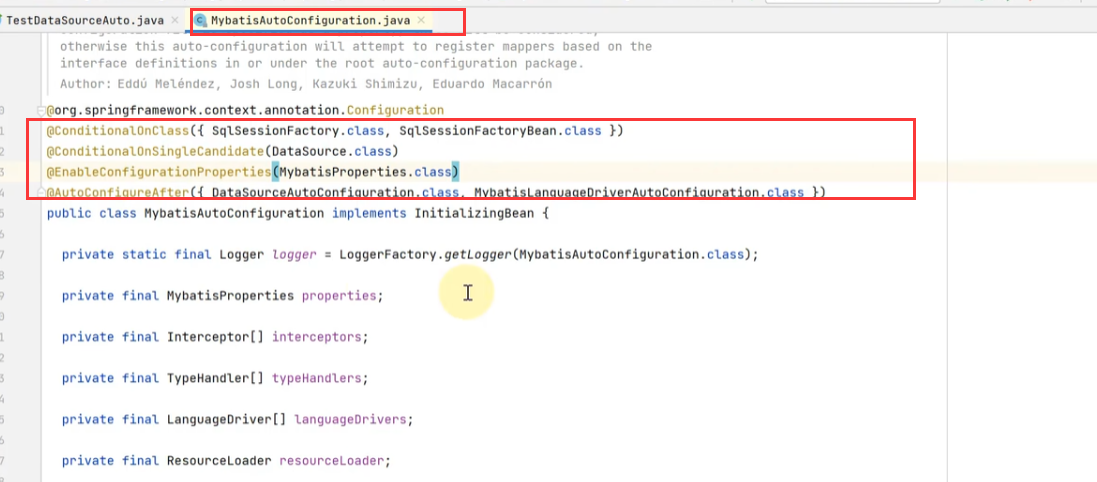 TestDataSourceAuto.java
MybatisAutoConfiguration.java
otherwise this auto-configuration will attempt to register mappers based on the
interface definitions in or under the root auto-configuration package.
Author: Eddú Meléndez, Josh Long, Kazuki Shimizu, Eduardo Macarrón
@org.springframework.context.annotation.Configuration
@ConditionalOnClass({ SqlSessionFactory.class, SqlSessionFactoryBean.class })
@ConditionalOnSingleCandidate(DataSource.class)
@EnableConfigurationProperties(MybatisProperties.class)
@AutoConfigureAfter({ DataSourceAutoConfiguration.class, MybatisLanguageDriverAutoConfiguration.class })
public class MybatisAutoConfiguration implements InitializingBean {
private static final Logger logger = LoggerFactory.getLogger(MybatisAutoConfiguration.class);
private final MybatisProperties properties;
private final Interceptor[] interceptors;
private final TypeHandler[] typeHandlers;
private final LanguageDriver[] languageDrivers;
private final ResourceLoader resourceLoader;